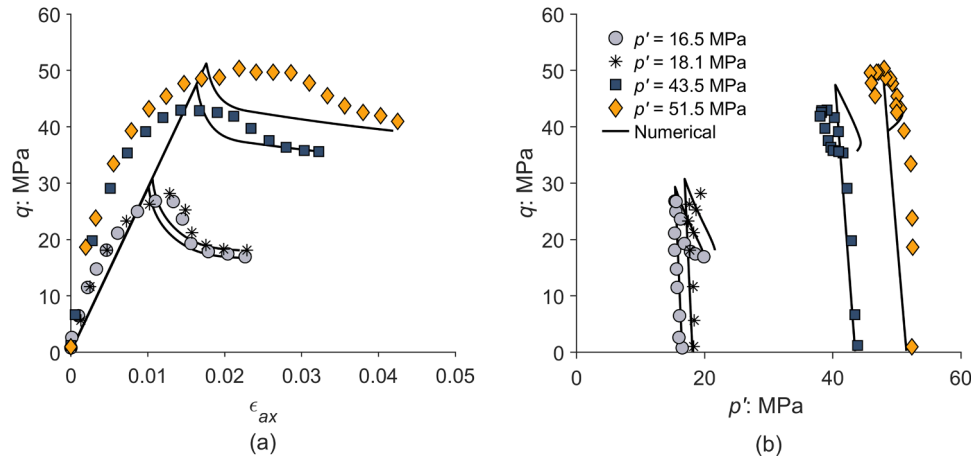 60
50
40
30
20
10
0
q: MPa
0
0.01
0.02
0.03
0.04
0.05
ϵax
(a)
60
50
40
30
20
10
0
q: MPa
p′ = 16.5 MPa
p′ = 18.1 MPa
p′ = 43.5 MPa
p′ = 51.5 MPa
Numerical
0
20
40
60
p′: MPa
(b)